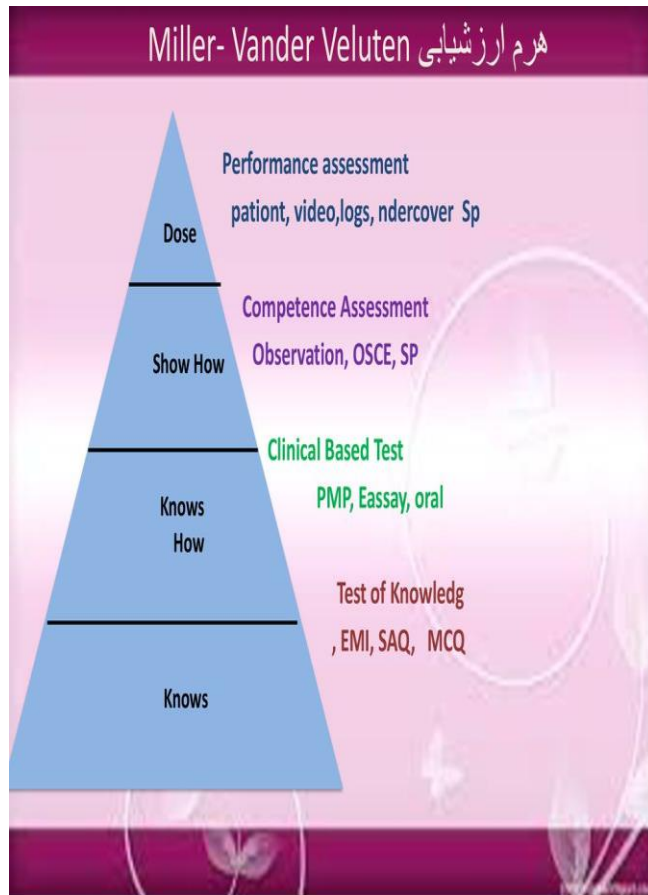 هرم ارزشیابی Miller- Vander Veluten
Performance assessment
patiunt, video,logs, ndercover Sp
Dose
Competence Assessment
Observation, OSCE, SP
Show How
Clinical Based Test
PMP, Eassay, oral
Knows
How
Test of Knowledg
, EMI, SAQ, MCQ
Knows